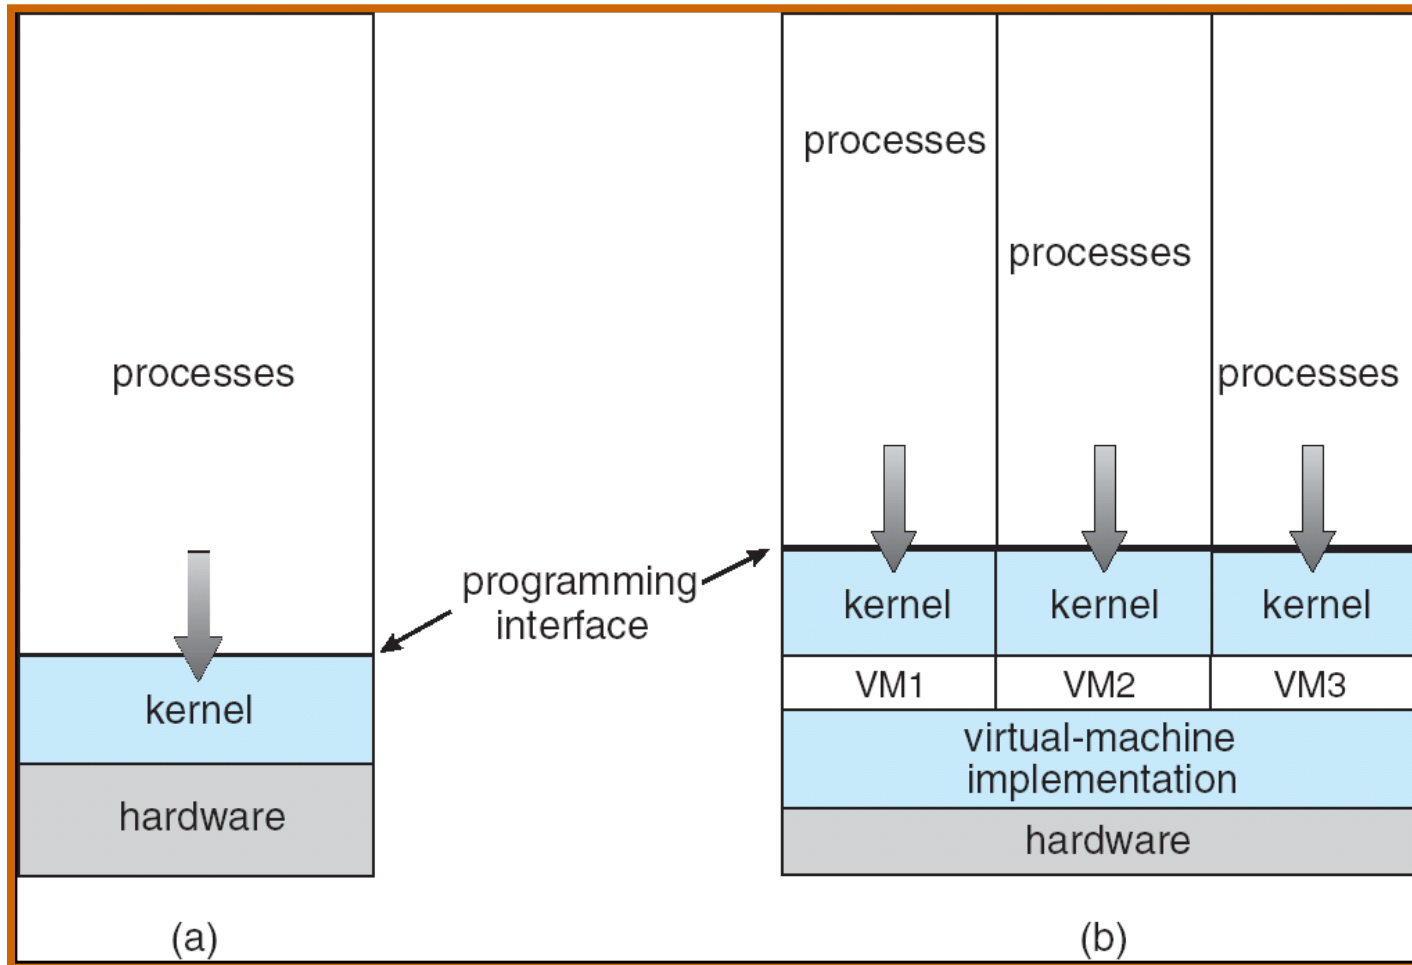 processes
kernel
hardware
(a)
programming
interface
processes
processes
processes
kernel
kernel
kernel
VM1
VM2
VM3
virtual-machine
implementation
hardware
(b)